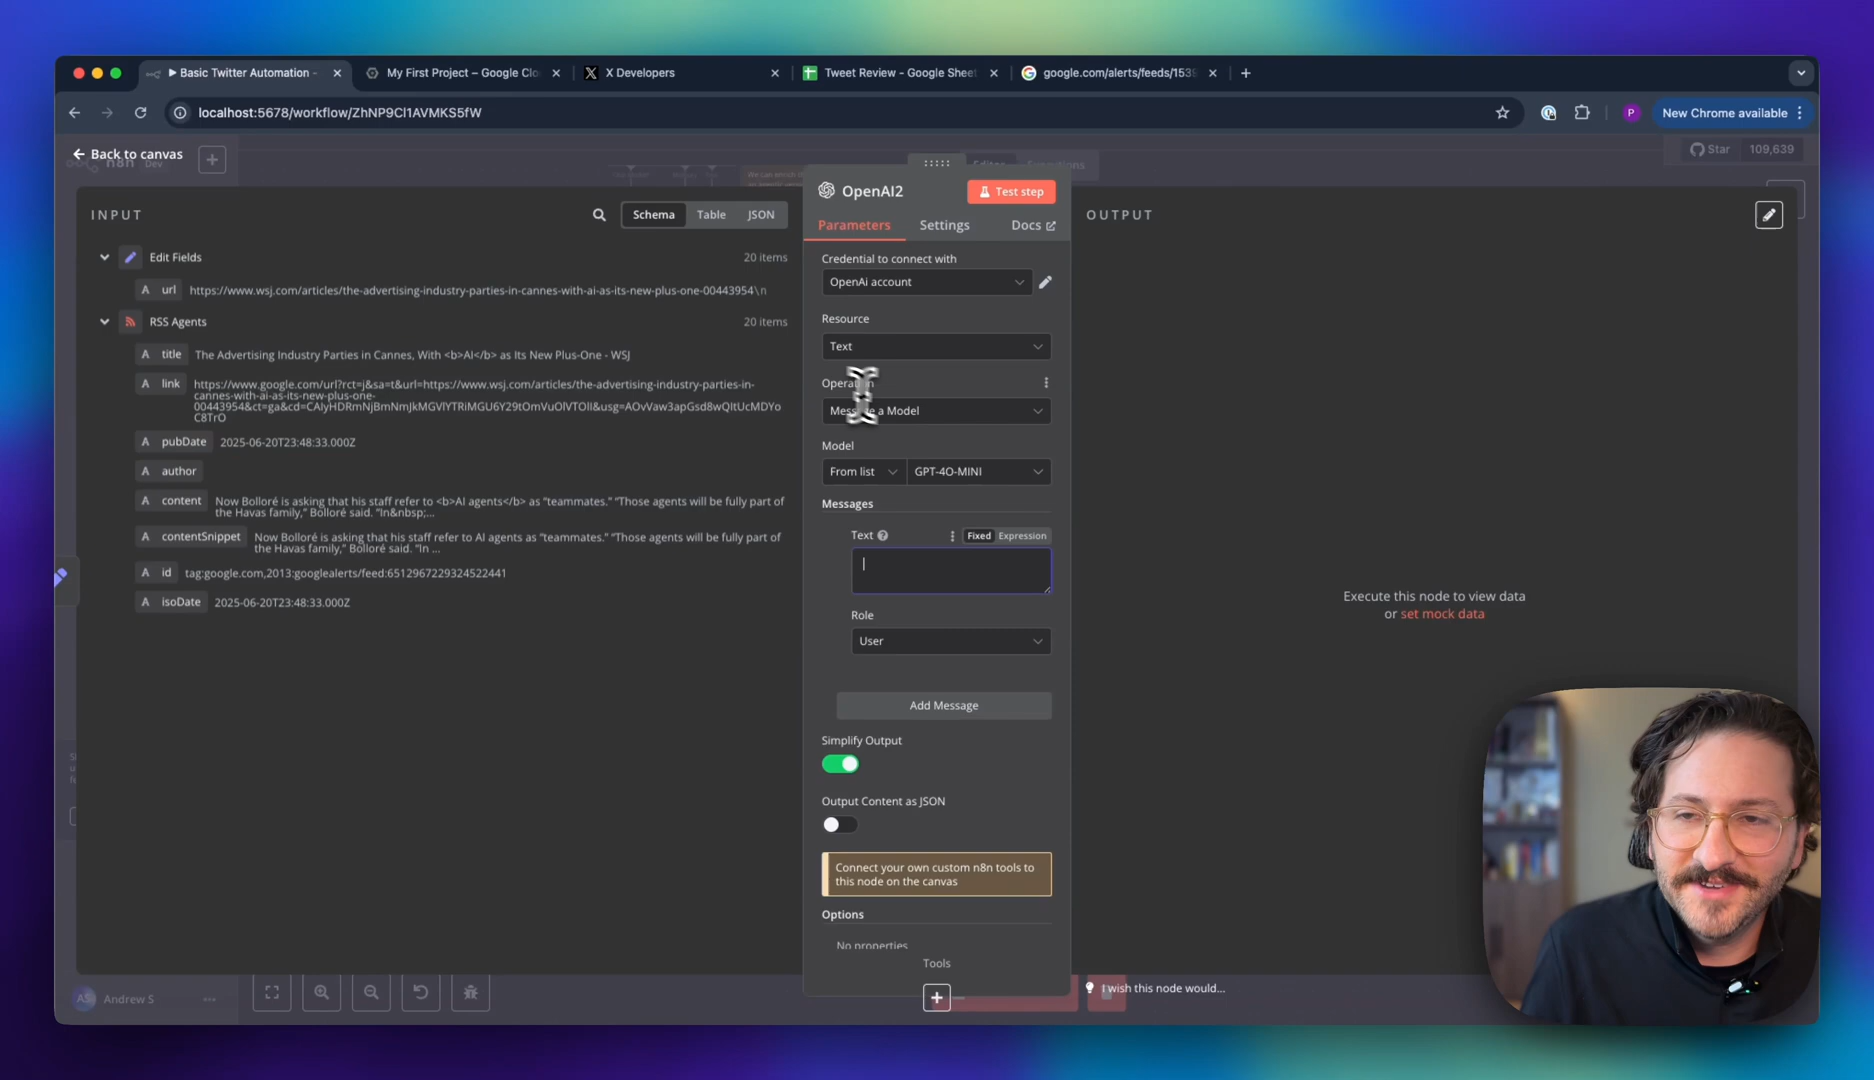 Basic Twitter Automation -
My First Project – Google Clo
X Developers
Tweet Review - Google Sheet
google.com/alerts/feeds/1539
localhost:5678/workflow/ZhNP9Cl1AVMKS5fW
P
New Chrome available
Back to canvas
Star 109,639
INPUT
Schema Table JSON
Edit Fields 20 items
A url https://www.wsj.com/articles/the-advertising-industry-parties-in-cannes-with-ai-as-its-new-plus-one-00443954\n
RSS Agents 20 items
A title The Advertising Industry Parties in Cannes, With <b>AI</b> as Its New Plus-One - WSJ
A link https://www.google.com/url?rct=j&sa=t&url=https://www.wsj.com/articles/the-advertising-industry-parties-in-
cannes-with-ai-as-its-new-plus-one-
00443954&ct=ga&cd=CAIyHDRmNjBmNmJkMGVlYTRiMGU6Y29tOmVuOlVTOlI&usg=AOvVaw3apGsd8wQItUcMDYo
C8TrO
A pubDate 2025-06-20T23:48:33.000Z
A author
A content Now Bolloré is asking that his staff refer to <b>AI agents</b> as “teammates.” “Those agents will be fully part of
the Havas family,” Bolloré said. “In&nbsp;...
A contentSnippet Now Bolloré is asking that his staff refer to AI agents as “teammates.” “Those agents will be fully part of
the Havas family,” Bolloré said. “In ...
A id tag:google.com,2013:googlealerts/feed:6512967229324522441
A isoDate 2025-06-20T23:48:33.000Z
OpenAI2
Test step
Parameters Settings Docs
Credential to connect with
OpenAi account
Resource
Text
Operation
Message a Model
Model
From list GPT-4O-MINI
Messages
Text Fixed Expression
Role
User
Add Message
Simplify Output
Output Content as JSON
Connect your own custom n8n tools to
this node on the canvas
Options
No properties
Tools
OUTPUT
Execute this node to view data
or set mock data
I wish this node would...
AS Andrew S